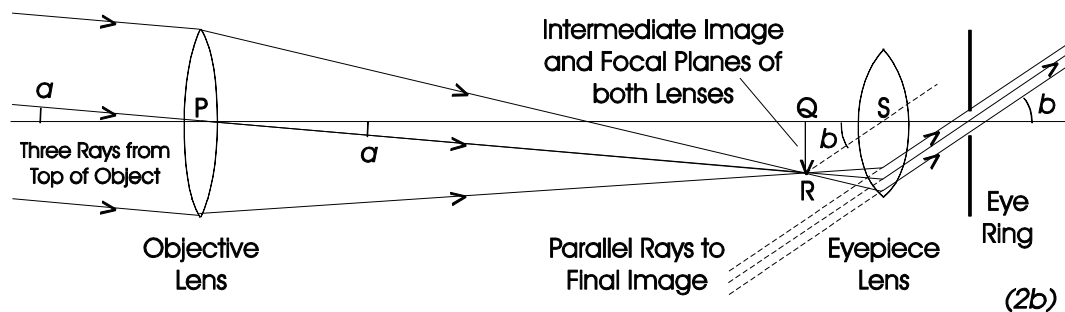 Intermediate Image
and Focal Planes of
both Lenses
a
P
Q
S
b
b
Three Rays from
Top of Object
a
R
Objective
Lens
Parallel Rays to
Final Image
Eyepiece
Lens
Eye
Ring
(2b)